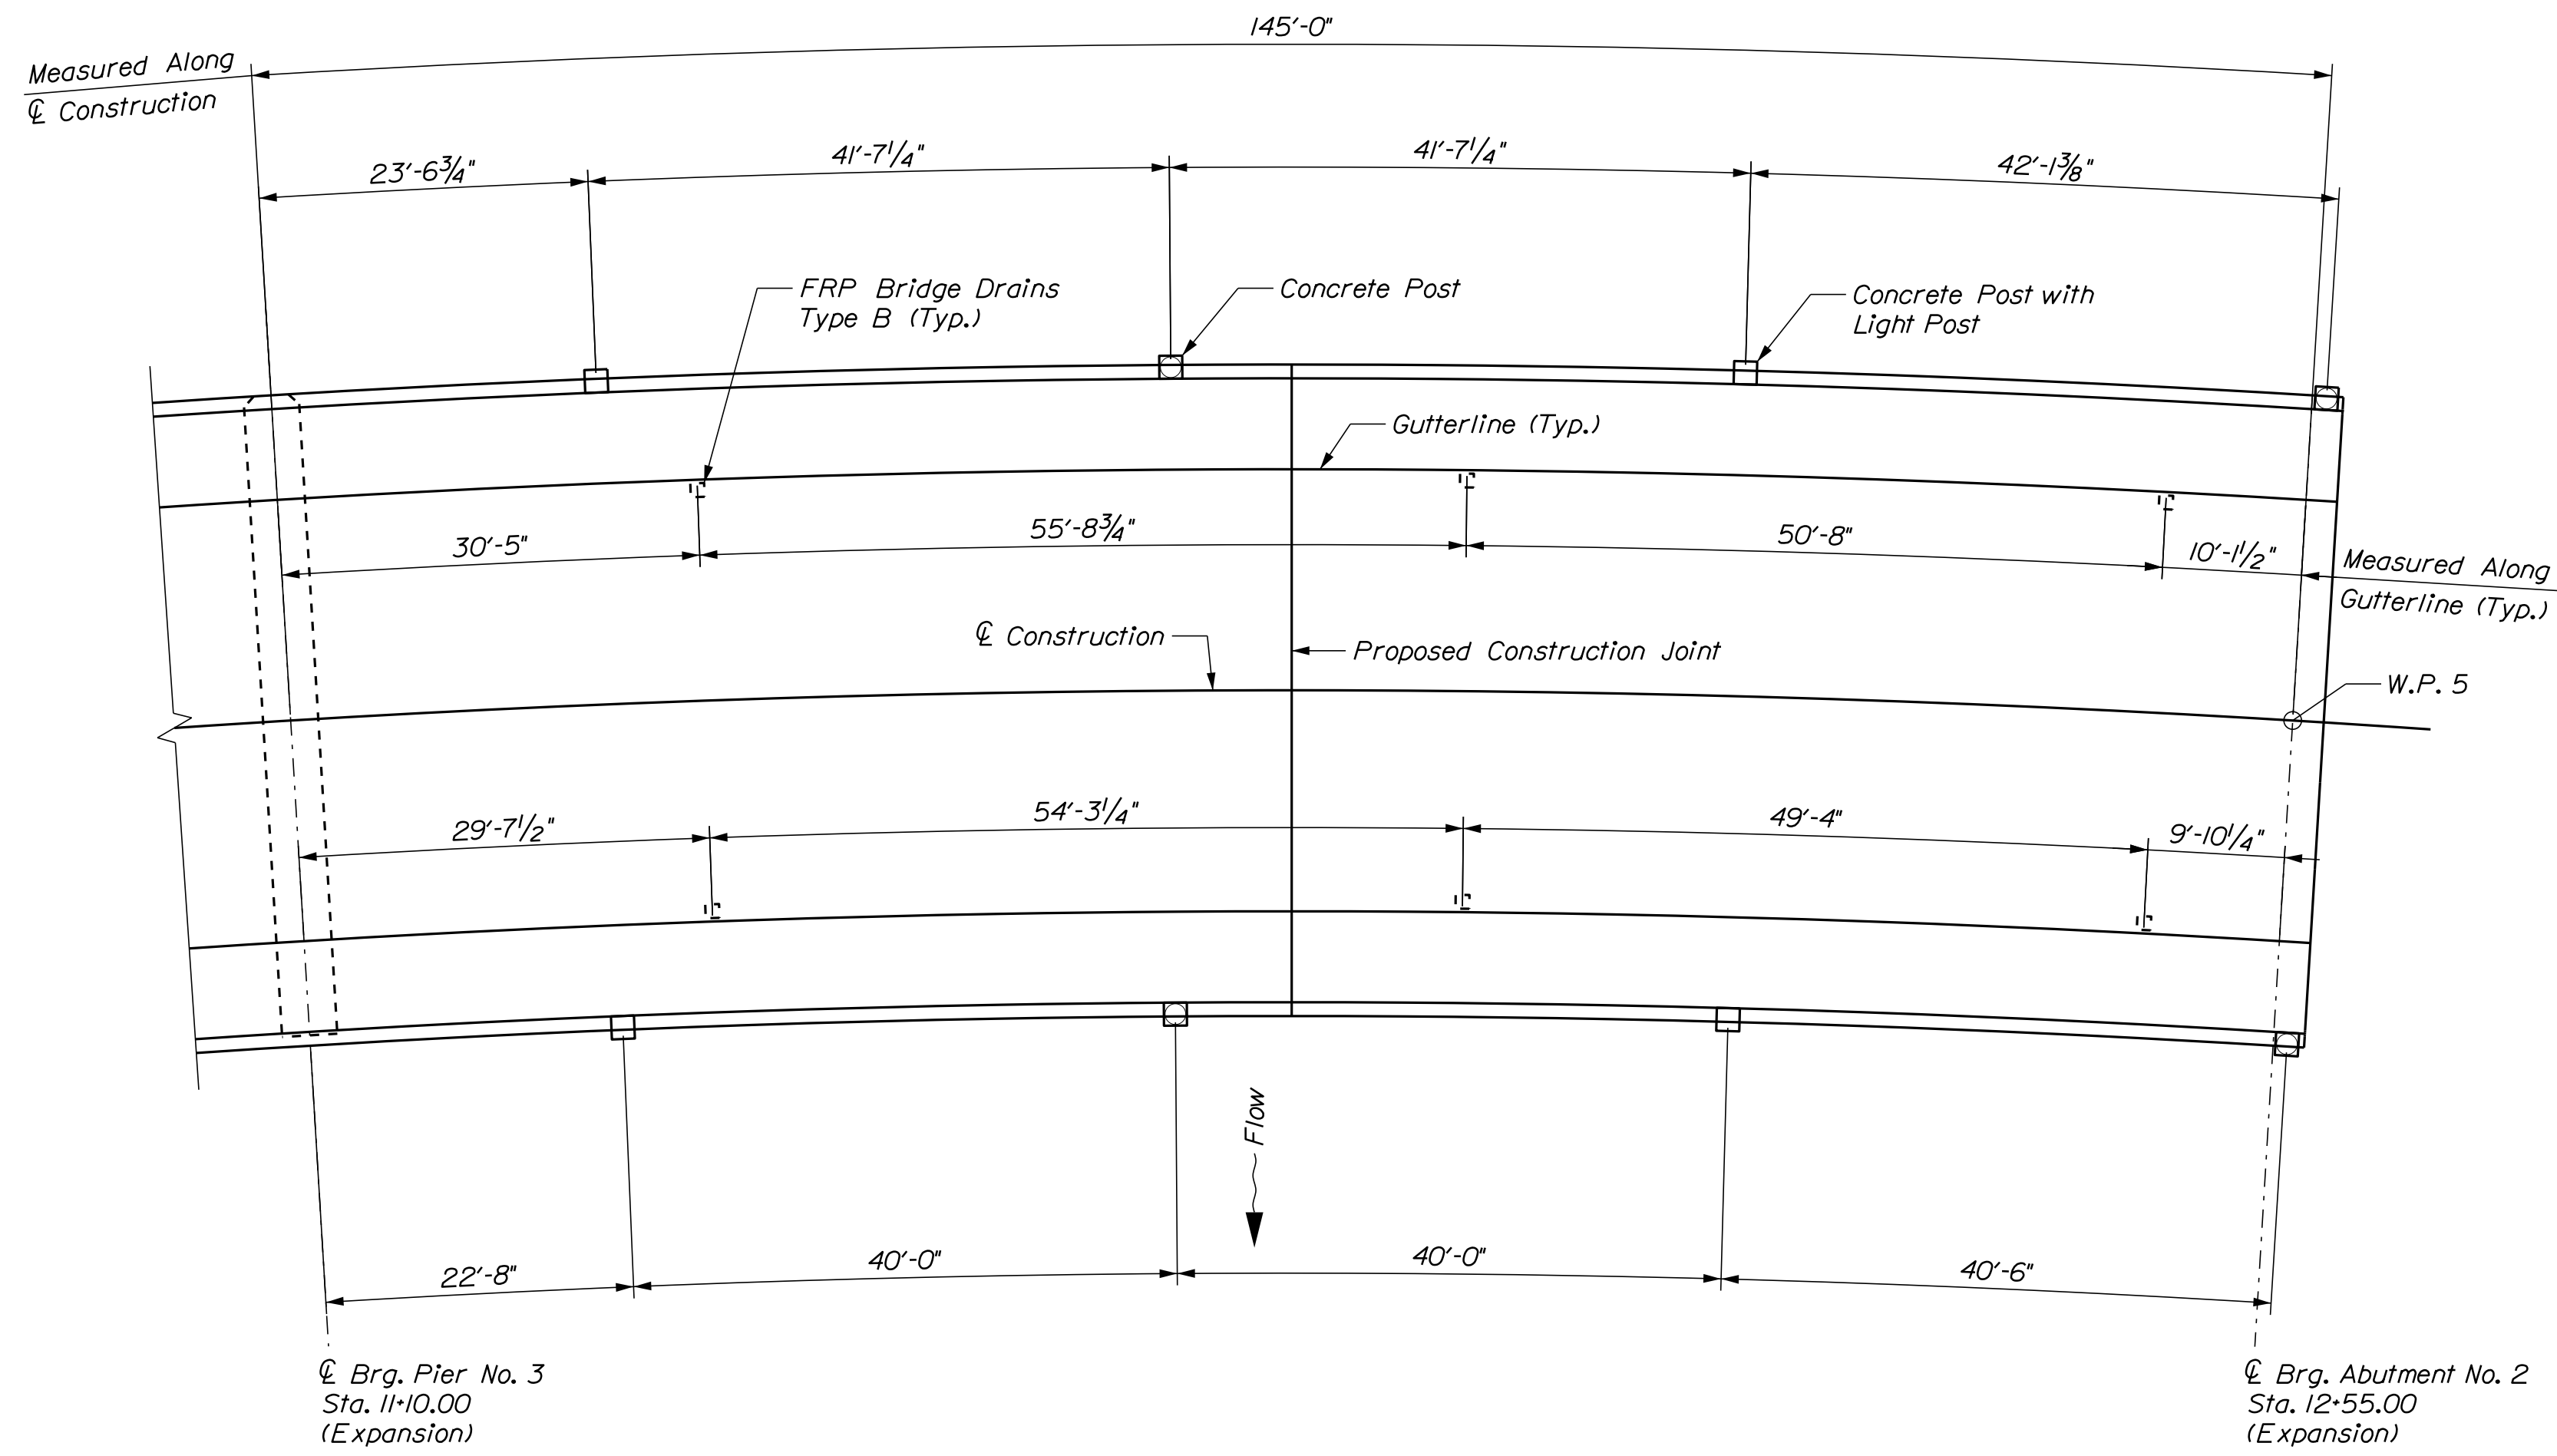 145'-0"
Measured Along
℄ Construction
23'-6¾"
41'-7¼"
41'-7¼"
42'-1⅜"
FRP Bridge Drains
Type B (Typ.)
Concrete Post
Concrete Post with
Light Post
Gutterline (Typ.)
30'-5"
55'-8¾"
50'-8"
10'-1½"
Measured Along
Gutterline (Typ.)
℄ Construction
Proposed Construction Joint
W.P. 5
29'-7½"
54'-3¼"
49'-4"
9'-10¼"
Flow
22'-8"
40'-0"
40'-0"
40'-6"
℄ Brg. Pier No. 3
Sta. 11+10.00
(Expansion)
℄ Brg. Abutment No. 2
Sta. 12+55.00
(Expansion)